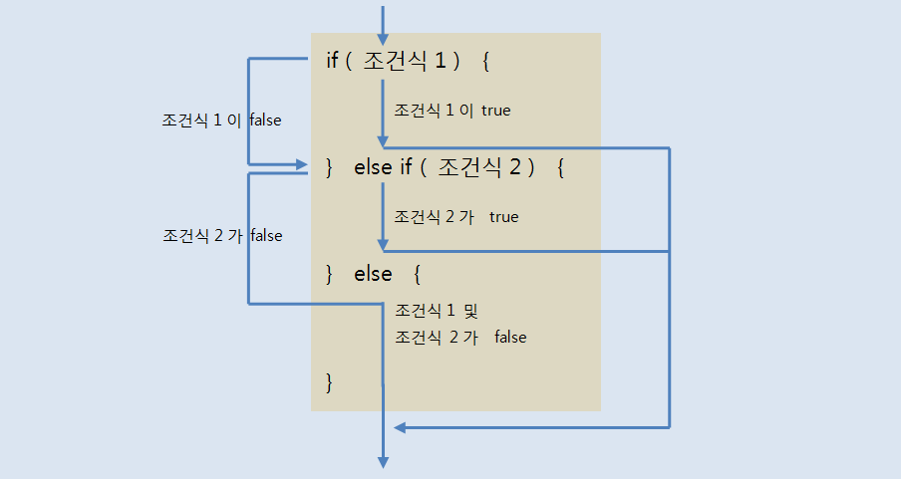 if ( 조건식 1 ) {
조건식 1 이 true
조건식 1 이 false
} else if ( 조건식 2 ) {
조건식 2 가 true
조건식 2 가 false
} else {
조건식 1 및
조건식 2 가 false
}